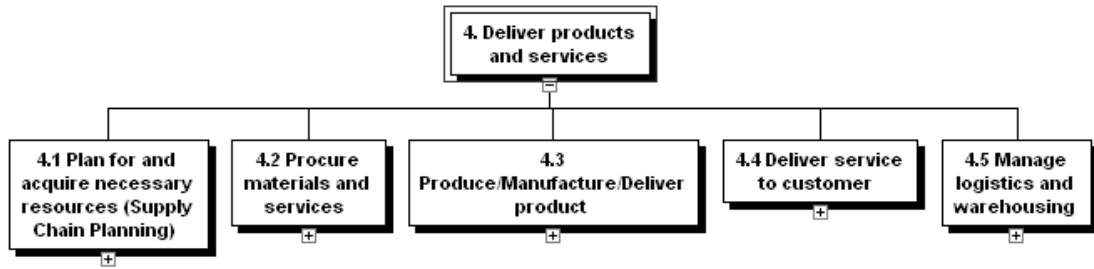 4. Deliver products
and services
4.1 Plan for and
acquire necessary
resources (Supply
Chain Planning)
4.2 Procure
materials and
services
4.3
Produce/Manufacture/Deliver
product
4.4 Deliver service
to customer
4.5 Manage
logistics and
warehousing